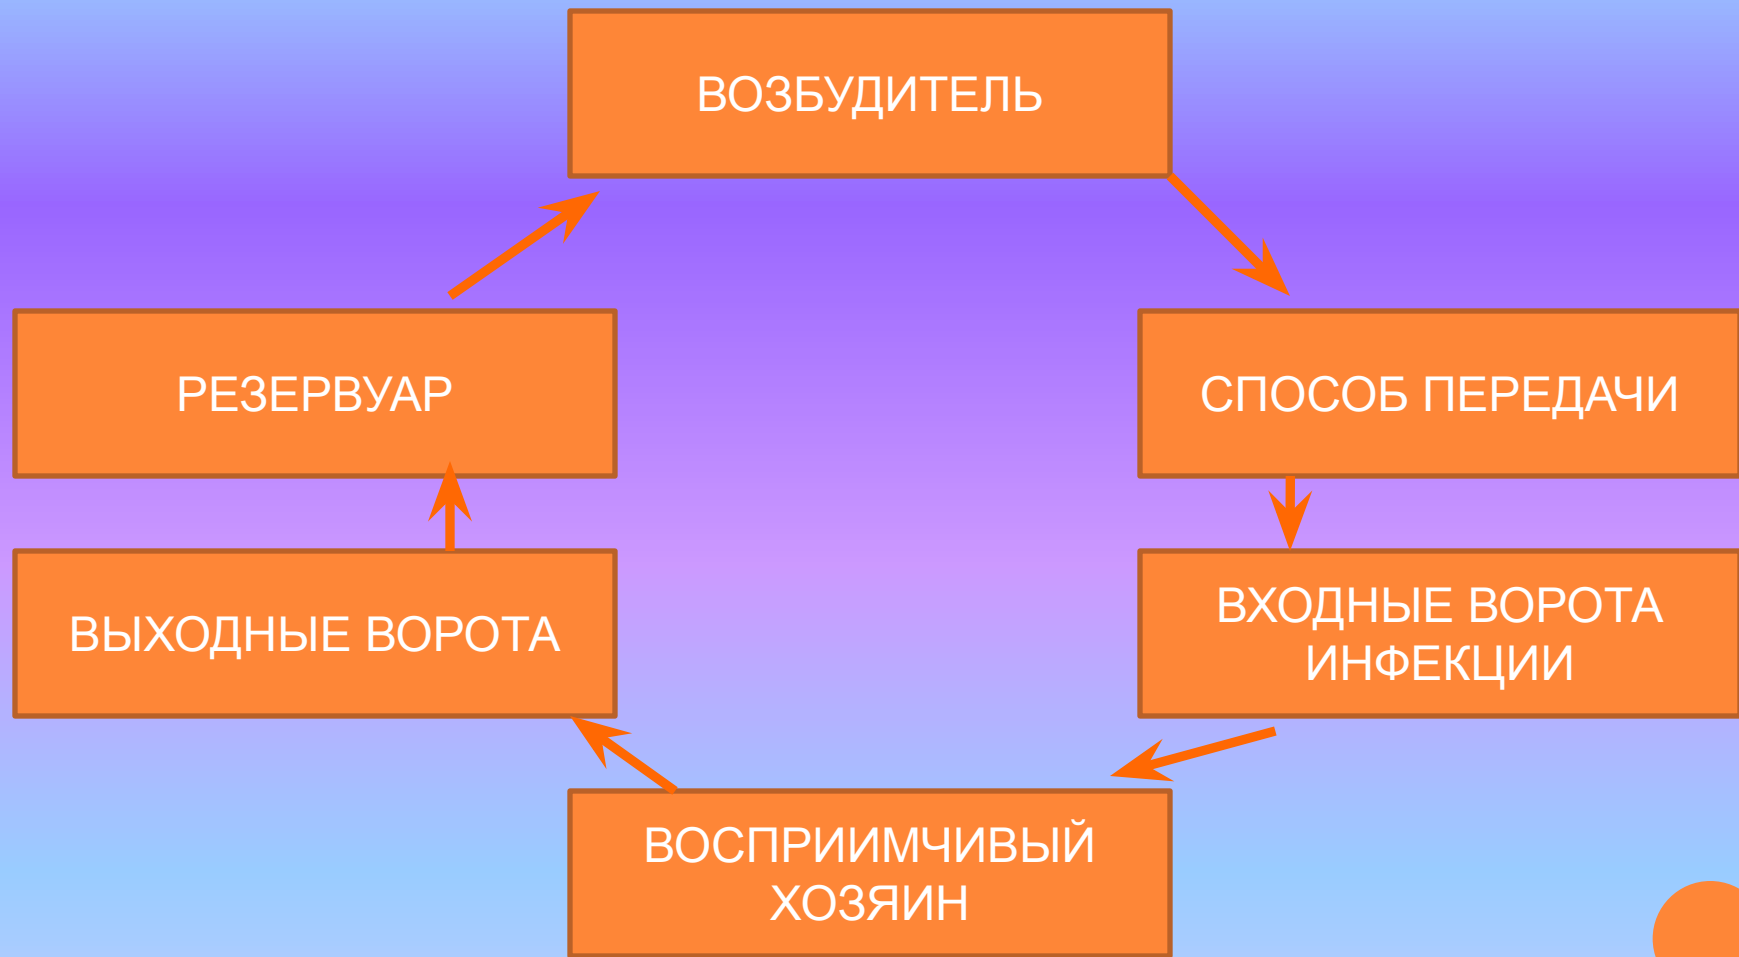 ВОЗБУДИТЕЛЬ
РЕЗЕРВУАР
СПОСОБ ПЕРЕДАЧИ
ВЫХОДНЫЕ ВОРОТА
ВХОДНЫЕ ВОРОТА
ИНФЕКЦИИ
ВОСПРИИМЧИВЫЙ
ХОЗЯИН